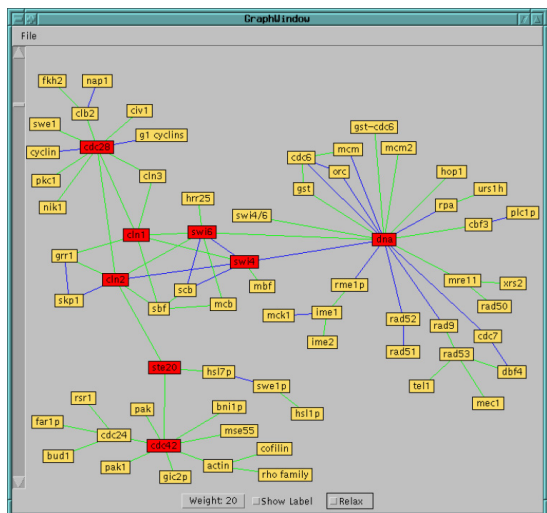 GraphWindow
File
fkh2
nap1
clb2
civ1
swe1
g1 cyclins
cyclin
cdc28
pkc1
cln3
nik1
hrr25
gst-cdc6
mcm
mcm2
cdc6
orc
gst
hop1
urs1h
rpa
plc1p
cbf3
swi4/6
cln1
swi6
dna
grr1
swi4
cln2
mre11
xrs2
rme1p
scb
mbf
skp1
sbf
mcb
rad50
mck1
ime1
rad52
rad9
cdc7
ime2
rad51
rad53
dbf4
tel1
mec1
ste20
hsl7p
swe1p
hsl1p
rsr1
pak
bni1p
far1p
cdc24
mse55
bud1
cdc42
cofilin
pak1
actin
gic2p
rho family
Weight: 20
Show Label
Relax